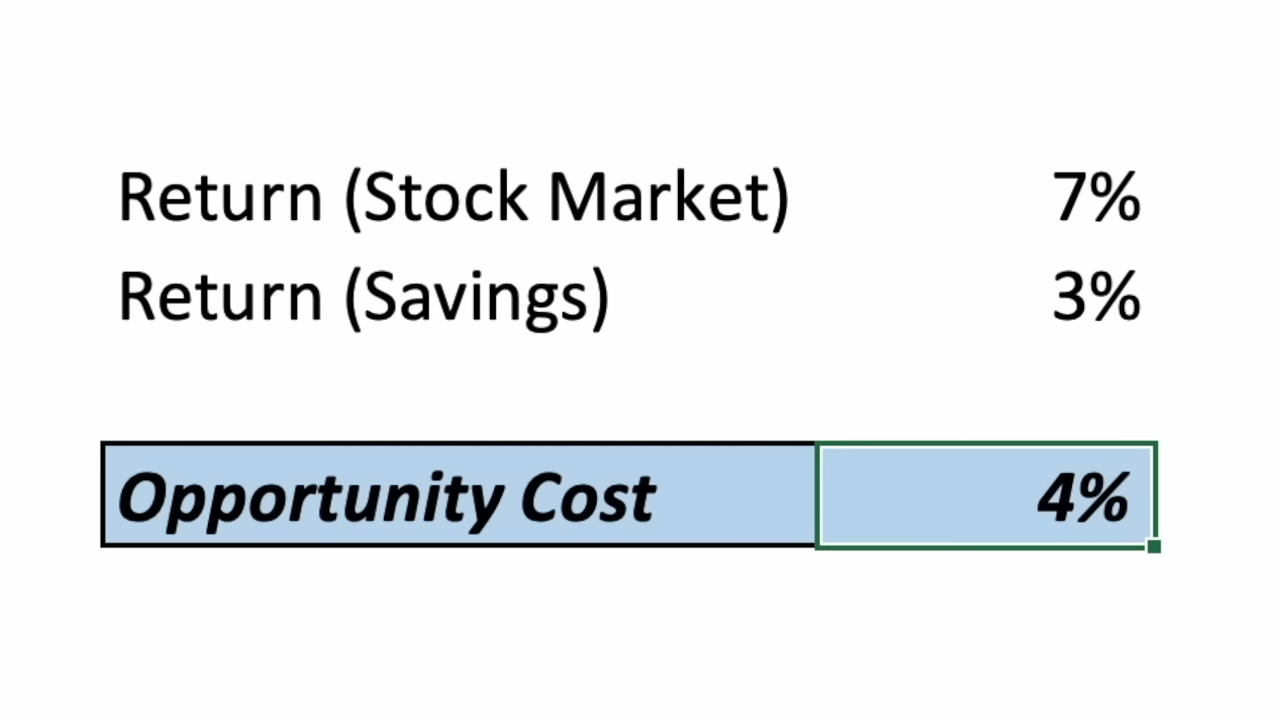 Return (Stock Market) 7%
Return (Savings) 3%
Opportunity Cost 4%